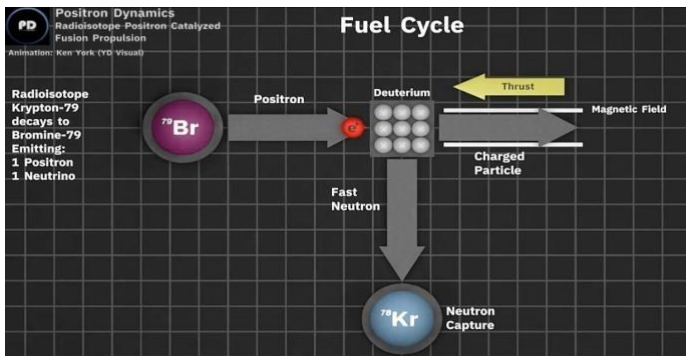 PD
Positron Dynamics
Radioisotope Positron Catalyzed
Fusion Propulsion
Animation: Ken York (YD Visual)
Fuel Cycle
Radioisotope
Krypton-79
decays to
Bromine-79
Emitting:
1 Positron
1 Neutrino
⁷⁹Br
Positron
e⁺
Deuterium
Thrust
Magnetic Field
Charged
Particle
Fast
Neutron
⁷⁸Kr
Neutron
Capture